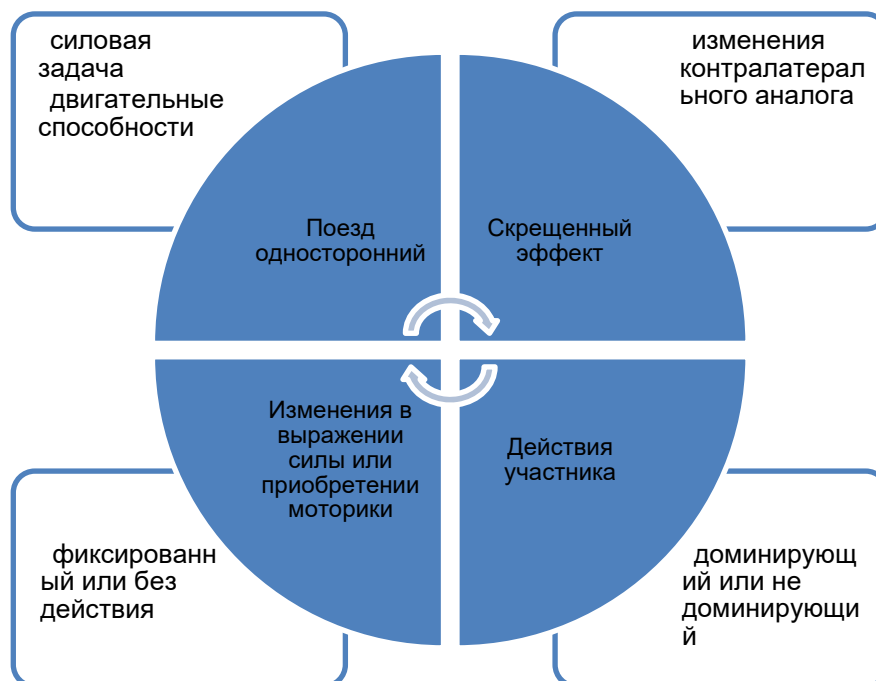 силовая
задача
двигательные
способности
изменения
контралатерал
ьного аналога
Поезд
односторонний
Скрещенный
эффект
Изменения в
выражении
силы или
приобретении
моторики
Действия
участника
фиксированн
ый или без
действия
доминирующ
ий или не
доминирующи
й